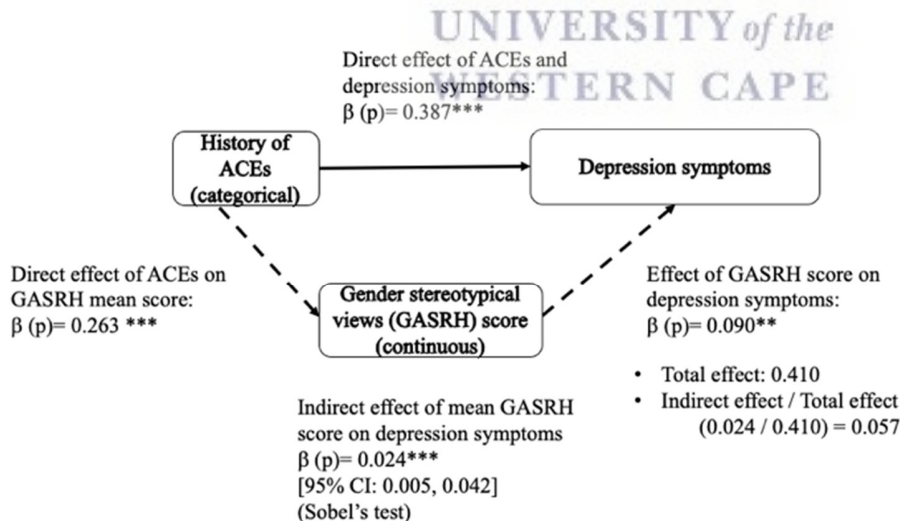 UNIVERSITY of the
WESTERN CAPE
Direct effect of ACEs and
depression symptoms:
β (p)= 0.387***
History of
ACEs
(categorical)
Depression symptoms
Direct effect of ACEs on
GASRH mean score:
β (p)= 0.263 ***
Gender stereotypical
views (GASRH) score
(continuous)
Effect of GASRH score on
depression symptoms:
β (p)= 0.090**
• Total effect: 0.410
• Indirect effect / Total effect
(0.024 / 0.410) = 0.057
Indirect effect of mean GASRH
score on depression symptoms
β (p)= 0.024***
[95% CI: 0.005, 0.042]
(Sobel's test)